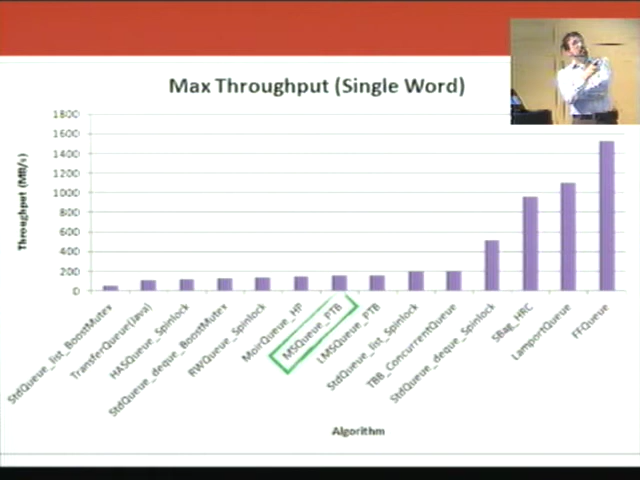 Max Throughput (Single Word)
Throughput (MB/s)
1800
1600
1400
1200
1000
800
600
400
200
0
StdQueue_list_BoostMutex
TransferQueue(Java)
HASQueue_Spinlock
StdQueue_deque_BoostMutex
RWQueue_Spinlock
MoirQueue_HP
MSQueue_PTB
LMSQueue_PTB
StdQueue_list_Spinlock
TBB_ConcurrentQueue
StdQueue_deque_Spinlock
SBag_HRC
LamportQueue
FFQueue
Algorithm